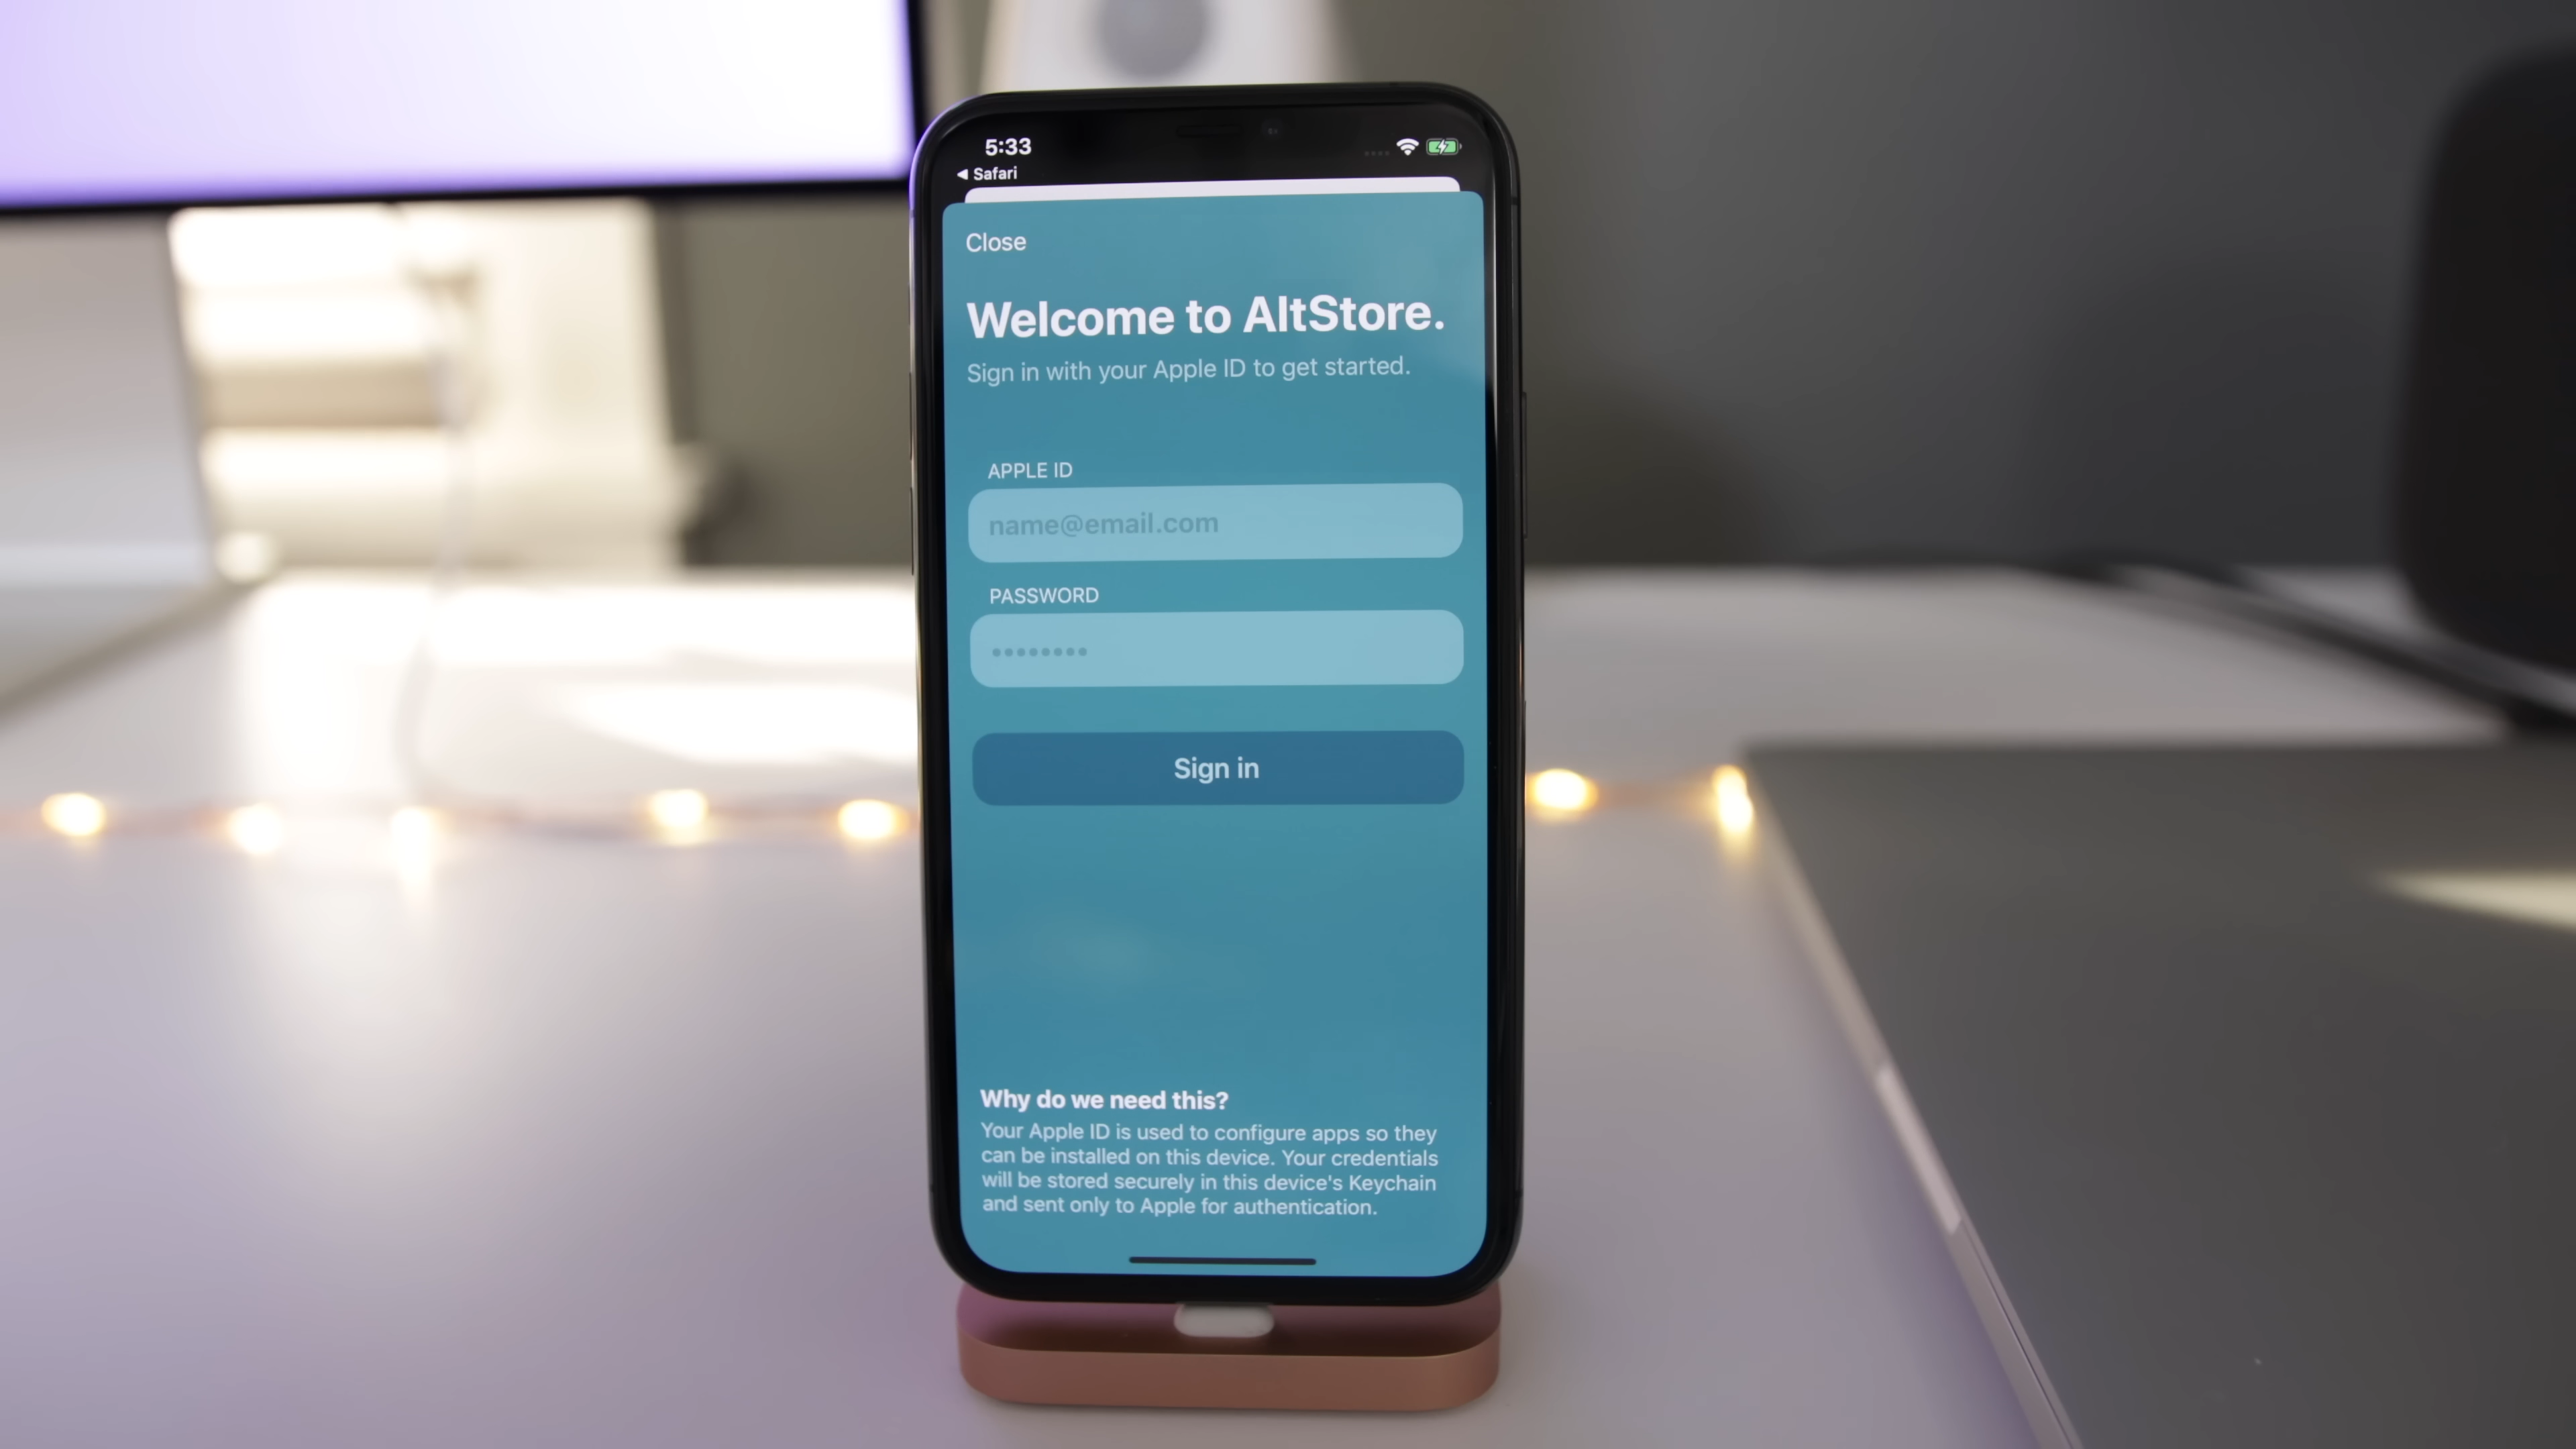 5:33
◀ Safari
Close
Welcome to AltStore.
Sign in with your Apple ID to get started.
APPLE ID
name@email.com
PASSWORD
••••••••
Sign in
Why do we need this?
Your Apple ID is used to configure apps so they
can be installed on this device. Your credentials
will be stored securely in this device's Keychain
and sent only to Apple for authentication.